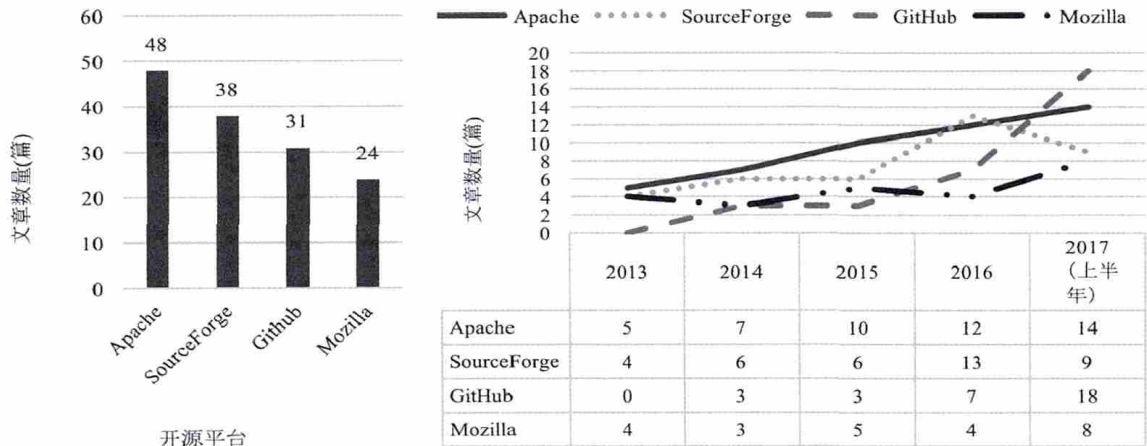 文章数量(篇)
60
50
40
30
20
10
0
48
38
31
24
Apache
SourceForge
Github
Mozilla
开源平台
Apache SourceForge GitHub Mozilla
文章数量(篇)
20
18
16
14
12
10
8
6
4
2
0
2013 2014 2015 2016 2017（上半年）
Apache 5 7 10 12 14
SourceForge 4 6 6 13 9
GitHub 0 3 3 7 18
Mozilla 4 3 5 4 8